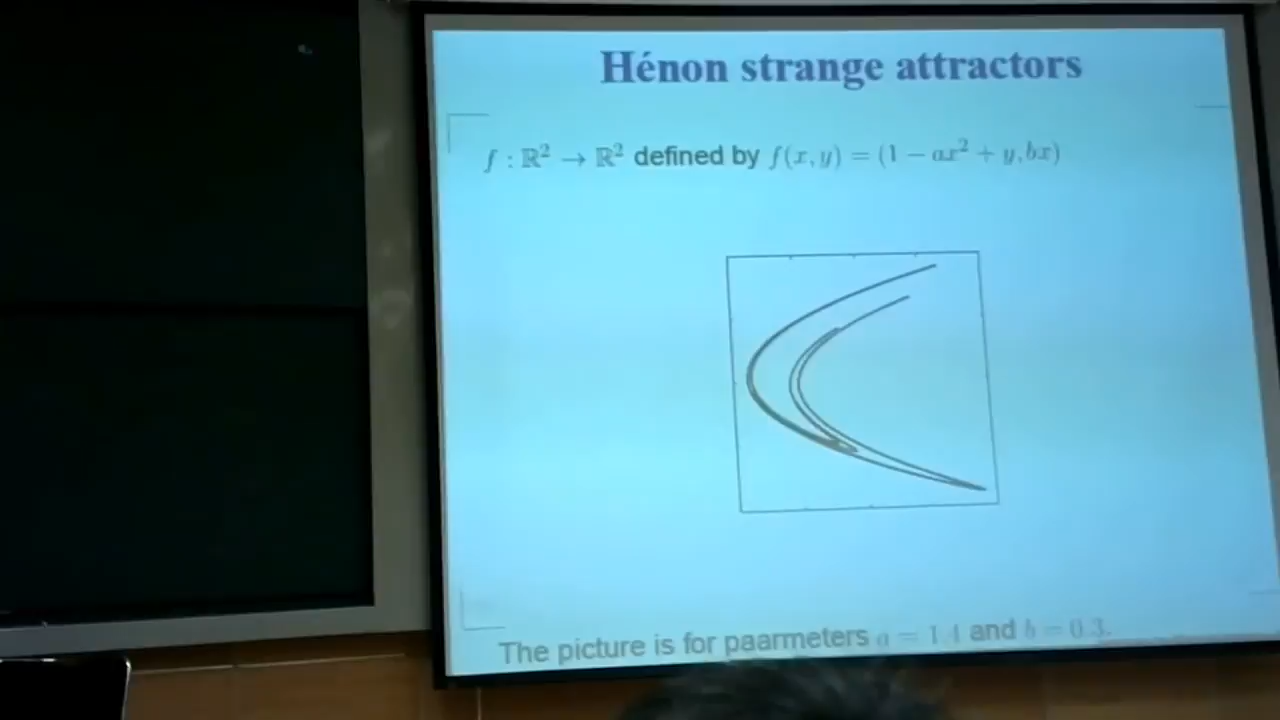 Hénon strange attractors
f : ℝ² → ℝ² defined by f(x, y) = (1 − ax² + y, bx)
The picture is for paarmeters a = 1.4 and b = 0.3.